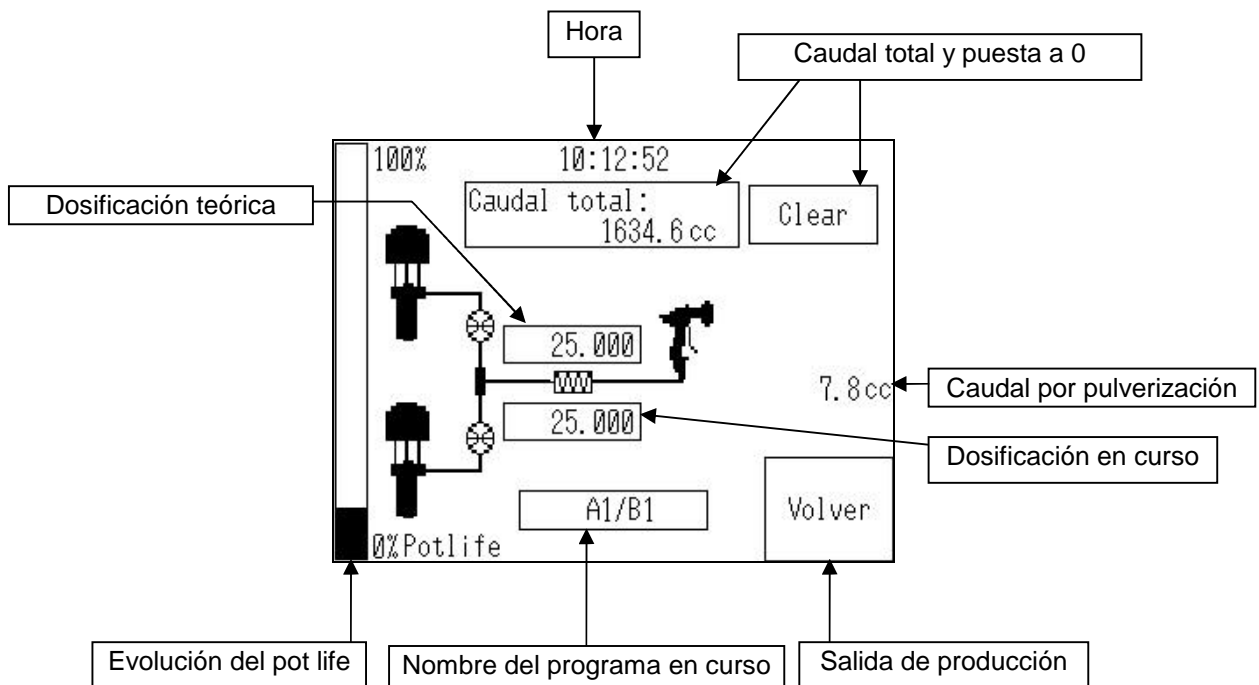 Hora
Caudal total y puesta a 0
100%
10:12:52
Caudal total:
1634.6cc
Clear
Dosificación teórica
25.000
7.8cc
Caudal por pulverización
25.000
Dosificación en curso
A1/B1
Volver
0%Potlife
Evolución del pot life
Nombre del programa en curso
Salida de producción